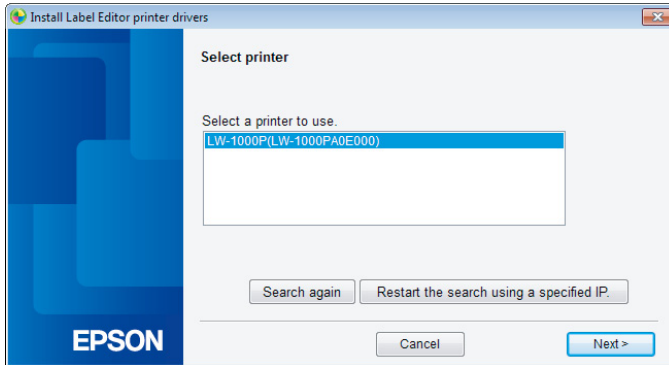 Install Label Editor printer drivers
Select printer
Select a printer to use.
LW-1000P(LW-1000PA0E000)
Search again
Restart the search using a specified IP.
EPSON
Cancel
Next >